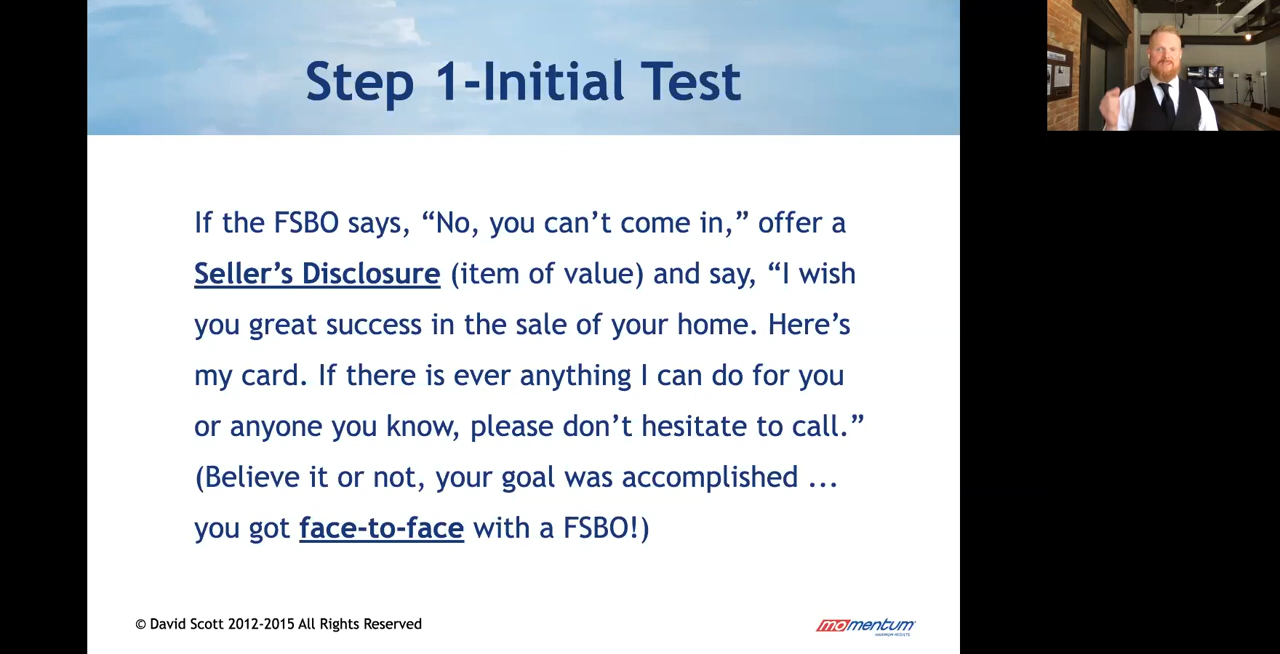 Step 1-Initial Test
If the FSBO says, “No, you can’t come in,” offer a
Seller’s Disclosure (item of value) and say, “I wish
you great success in the sale of your home. Here’s
my card. If there is ever anything I can do for you
or anyone you know, please don’t hesitate to call.”
(Believe it or not, your goal was accomplished ...
you got face-to-face with a FSBO!)
© David Scott 2012-2015 All Rights Reserved
momentum
MAXIMUM RESULTS